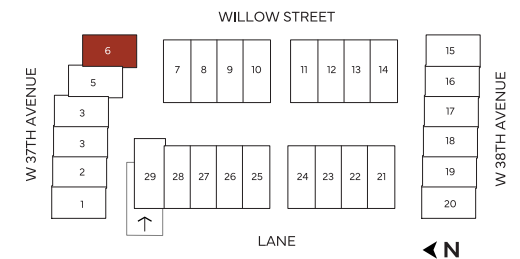 WILLOW STREET
6
5
3
3
2
1
7 8 9 10
11 12 13 14
15
16
17
18
19
20
29 28 27 26 25
24 23 22 21
W 37TH AVENUE
W 38TH AVENUE
LANE
N